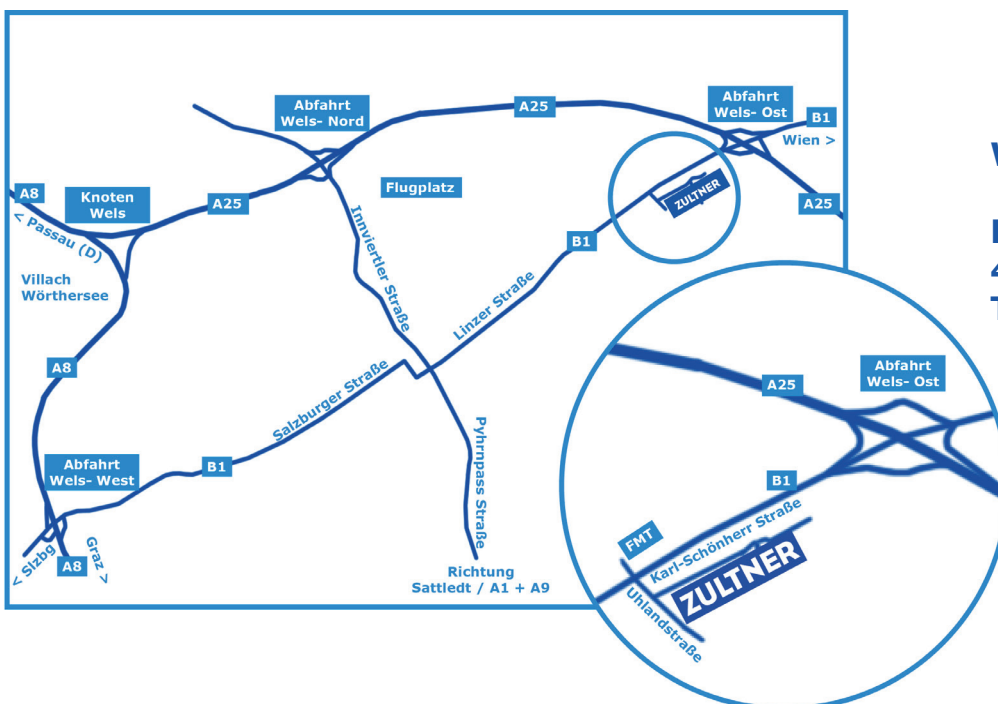 Abfahrt
Wels- Nord
A25
Abfahrt
Wels- Ost
B1
Wien >
A8
Knoten
Wels
A25
Flugplatz
ZULTNER
A25
< Passau (D)
Innviertler Straße
B1
Villach
Wörthersee
Linzer Straße
A8
Salzburger Straße
Abfahrt
Wels- West
B1
Pyhrnpass Straße
< Slzbg
A8
Graz >
Richtung
Sattledt / A1 + A9
A25
Abfahrt
Wels- Ost
B1
FMT
Karl-Schönherr Straße
ZULTNER
Uhlandstraße